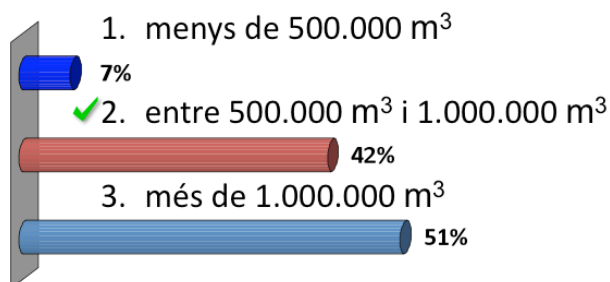 1. menys de 500.000 m³
7%
2. entre 500.000 m³ i 1.000.000 m³
42%
3. més de 1.000.000 m³
51%